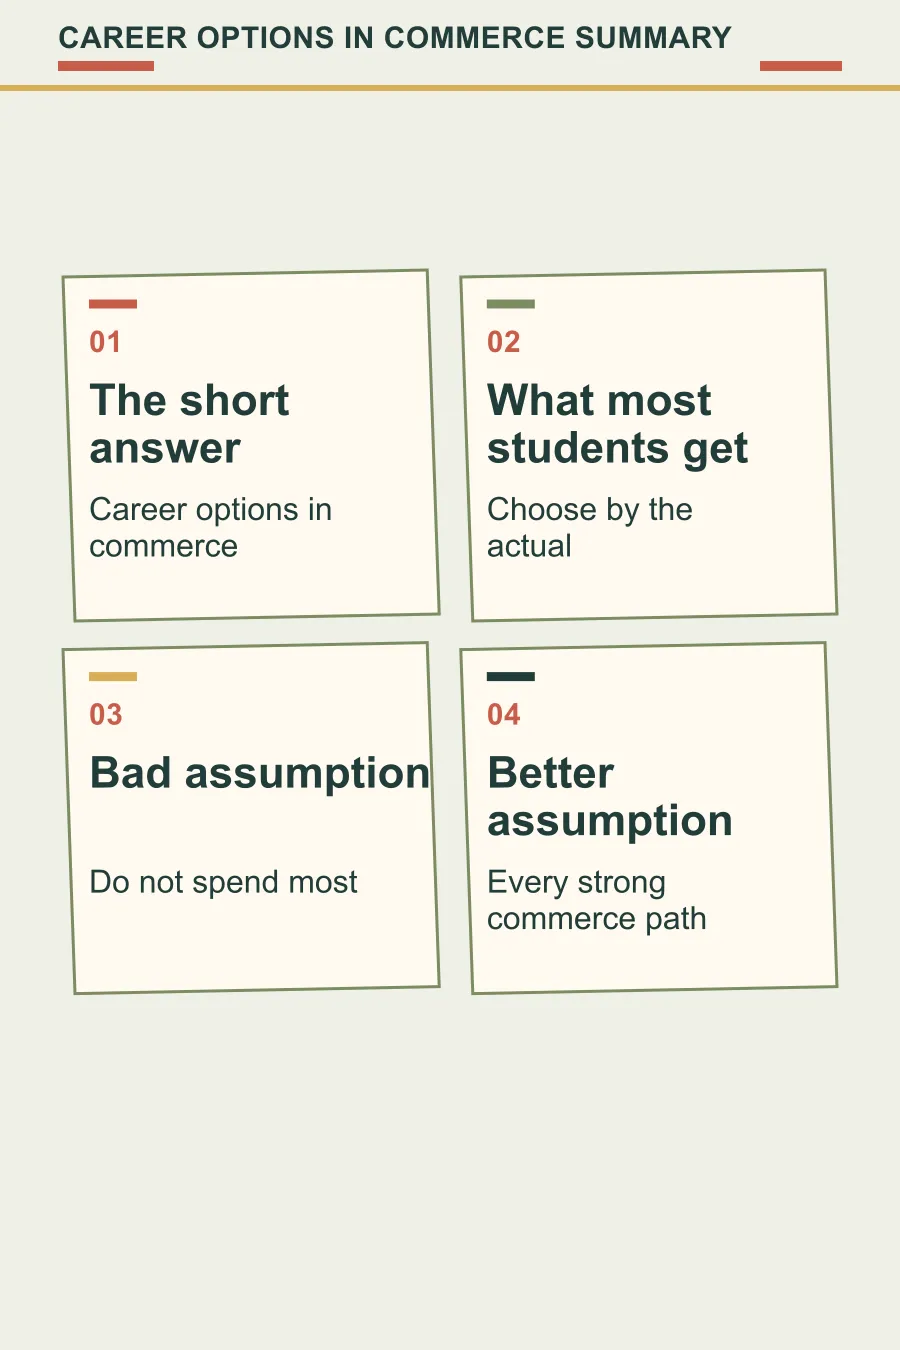 CAREER OPTIONS IN COMMERCE SUMMARY
01
The short
answer
Career options in
commerce
02
What most
students get
Choose by the
actual
03
Bad assumption
Do not spend most
04
Better
assumption
Every strong
commerce path